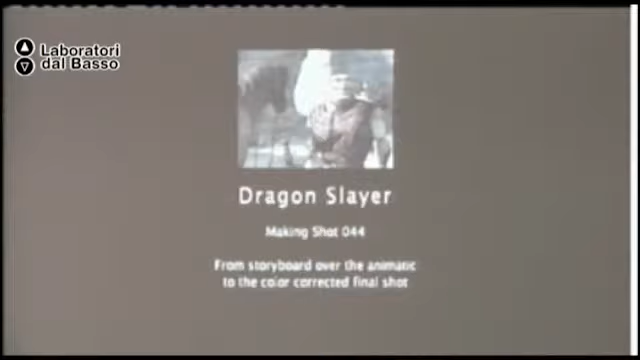 Laboratori
dal Basso
Dragon Slayer
Making Shot 044
From storyboard over the animatic
to the color corrected final shot